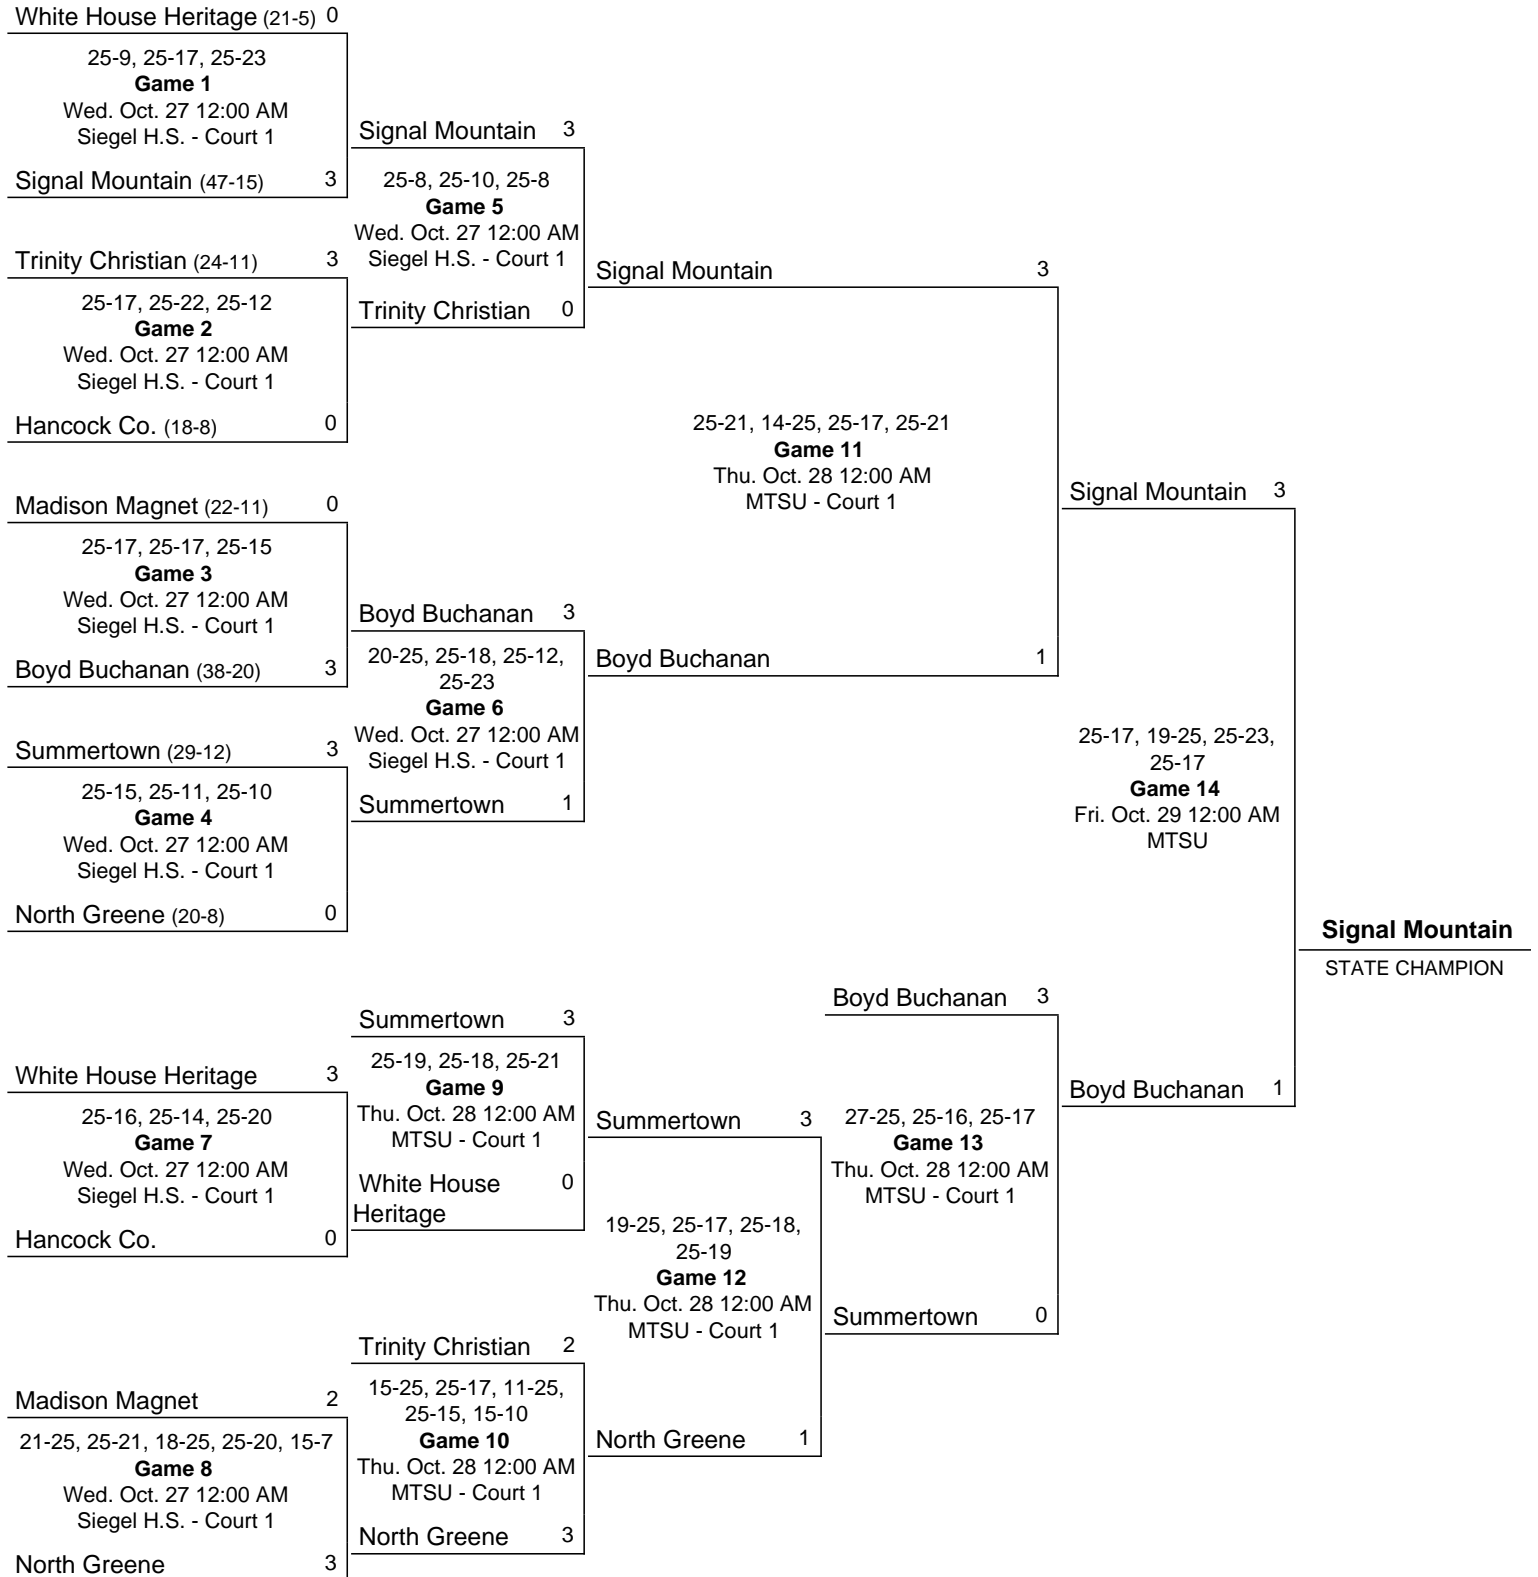 White House Heritage (21-5) 0
25-9, 25-17, 25-23
Game 1
Wed. Oct. 27 12:00 AM
Siegel H.S. - Court 1
Signal Mountain (47-15) 3
Trinity Christian (24-11) 3
25-17, 25-22, 25-12
Game 2
Wed. Oct. 27 12:00 AM
Siegel H.S. - Court 1
Hancock Co. (18-8) 0
Madison Magnet (22-11) 0
25-17, 25-17, 25-15
Game 3
Wed. Oct. 27 12:00 AM
Siegel H.S. - Court 1
Boyd Buchanan (38-20) 3
Summertown (29-12) 3
25-15, 25-11, 25-10
Game 4
Wed. Oct. 27 12:00 AM
Siegel H.S. - Court 1
North Greene (20-8) 0
Signal Mountain 3
25-8, 25-10, 25-8
Game 5
Wed. Oct. 27 12:00 AM
Siegel H.S. - Court 1
Trinity Christian 0
Boyd Buchanan 3
20-25, 25-18, 25-12,
25-23
Game 6
Wed. Oct. 27 12:00 AM
Siegel H.S. - Court 1
Summertown 1
Signal Mountain 3
25-21, 14-25, 25-17, 25-21
Game 11
Thu. Oct. 28 12:00 AM
MTSU - Court 1
Boyd Buchanan 1
Signal Mountain 3
25-17, 19-25, 25-23,
25-17
Game 14
Fri. Oct. 29 12:00 AM
MTSU
Boyd Buchanan 1
Signal Mountain
STATE CHAMPION
White House Heritage 3
25-16, 25-14, 25-20
Game 7
Wed. Oct. 27 12:00 AM
Siegel H.S. - Court 1
Hancock Co. 0
Madison Magnet 2
21-25, 25-21, 18-25, 25-20, 15-7
Game 8
Wed. Oct. 27 12:00 AM
Siegel H.S. - Court 1
North Greene 3
Summertown 3
25-19, 25-18, 25-21
Game 9
Thu. Oct. 28 12:00 AM
MTSU - Court 1
White House 0
Heritage
Trinity Christian 2
15-25, 25-17, 11-25,
25-15, 15-10
Game 10
Thu. Oct. 28 12:00 AM
MTSU - Court 1
North Greene 3
Summertown 3
19-25, 25-17, 25-18,
25-19
Game 12
Thu. Oct. 28 12:00 AM
MTSU - Court 1
North Greene 1
Boyd Buchanan 3
27-25, 25-16, 25-17
Game 13
Thu. Oct. 28 12:00 AM
MTSU - Court 1
Summertown 0